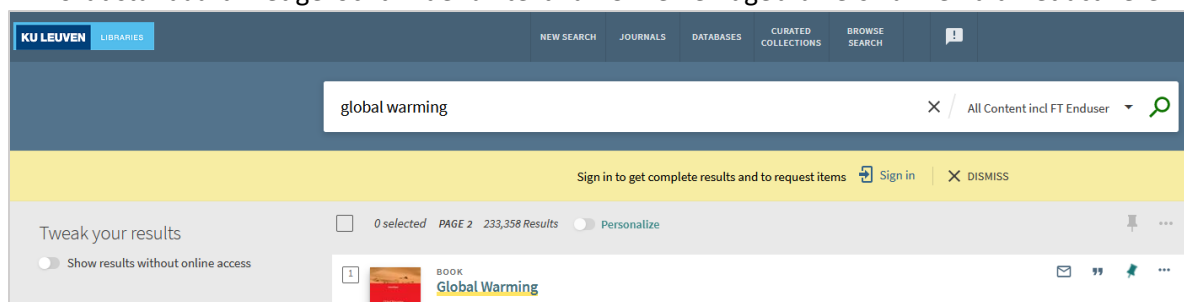 KU LEUVEN LIBRARIES
NEW SEARCH JOURNALS DATABASES CURATED COLLECTIONS BROWSE SEARCH
global warming All Content incl FT Enduser
Sign in to get complete results and to request items Sign in DISMISS
Tweak your results
0 selected PAGE 2 233,358 Results Personalize
Show results without online access
1 BOOK
Global Warming